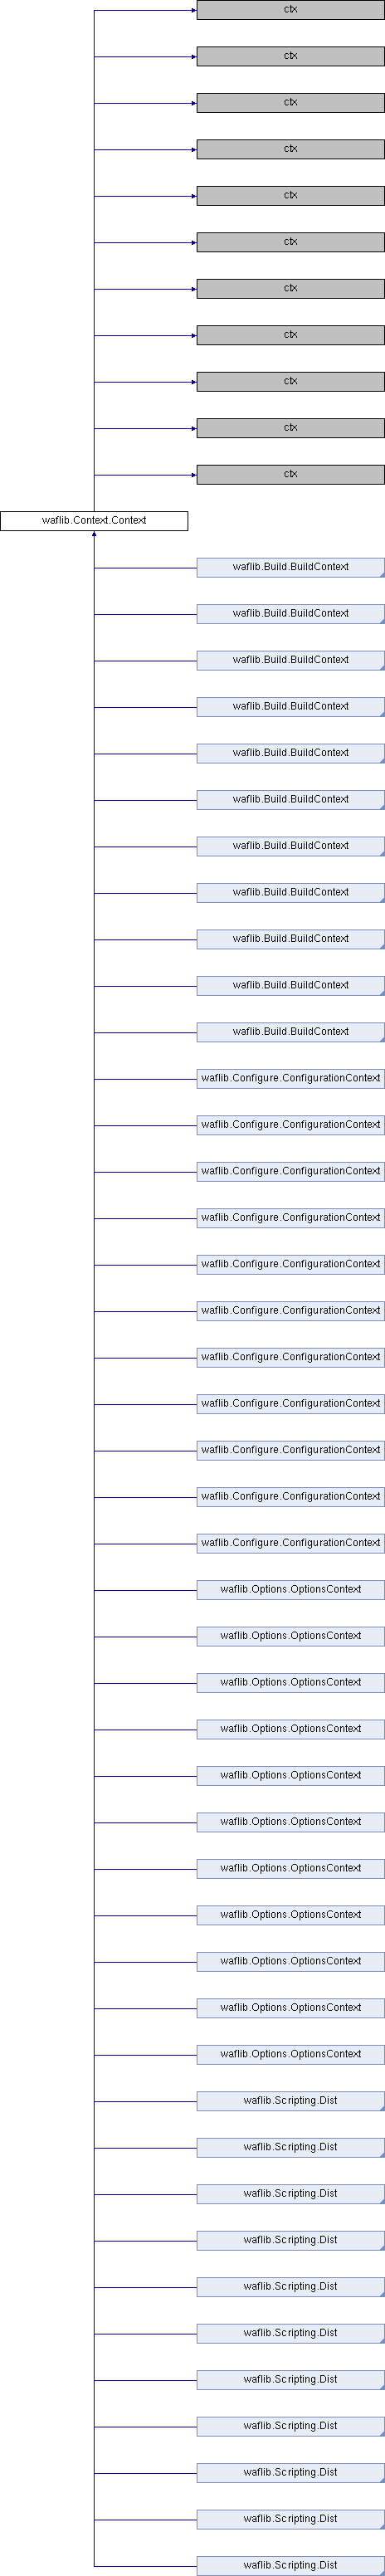 ctx
ctx
ctx
ctx
ctx
ctx
ctx
ctx
ctx
ctx
ctx
waflib.Context.Context
waflib.Build.BuildContext
waflib.Build.BuildContext
waflib.Build.BuildContext
waflib.Build.BuildContext
waflib.Build.BuildContext
waflib.Build.BuildContext
waflib.Build.BuildContext
waflib.Build.BuildContext
waflib.Build.BuildContext
waflib.Build.BuildContext
waflib.Build.BuildContext
waflib.Configure.ConfigurationContext
waflib.Configure.ConfigurationContext
waflib.Configure.ConfigurationContext
waflib.Configure.ConfigurationContext
waflib.Configure.ConfigurationContext
waflib.Configure.ConfigurationContext
waflib.Configure.ConfigurationContext
waflib.Configure.ConfigurationContext
waflib.Configure.ConfigurationContext
waflib.Configure.ConfigurationContext
waflib.Configure.ConfigurationContext
waflib.Options.OptionsContext
waflib.Options.OptionsContext
waflib.Options.OptionsContext
waflib.Options.OptionsContext
waflib.Options.OptionsContext
waflib.Options.OptionsContext
waflib.Options.OptionsContext
waflib.Options.OptionsContext
waflib.Options.OptionsContext
waflib.Options.OptionsContext
waflib.Options.OptionsContext
waflib.Scripting.Dist
waflib.Scripting.Dist
waflib.Scripting.Dist
waflib.Scripting.Dist
waflib.Scripting.Dist
waflib.Scripting.Dist
waflib.Scripting.Dist
waflib.Scripting.Dist
waflib.Scripting.Dist
waflib.Scripting.Dist
waflib.Scripting.Dist